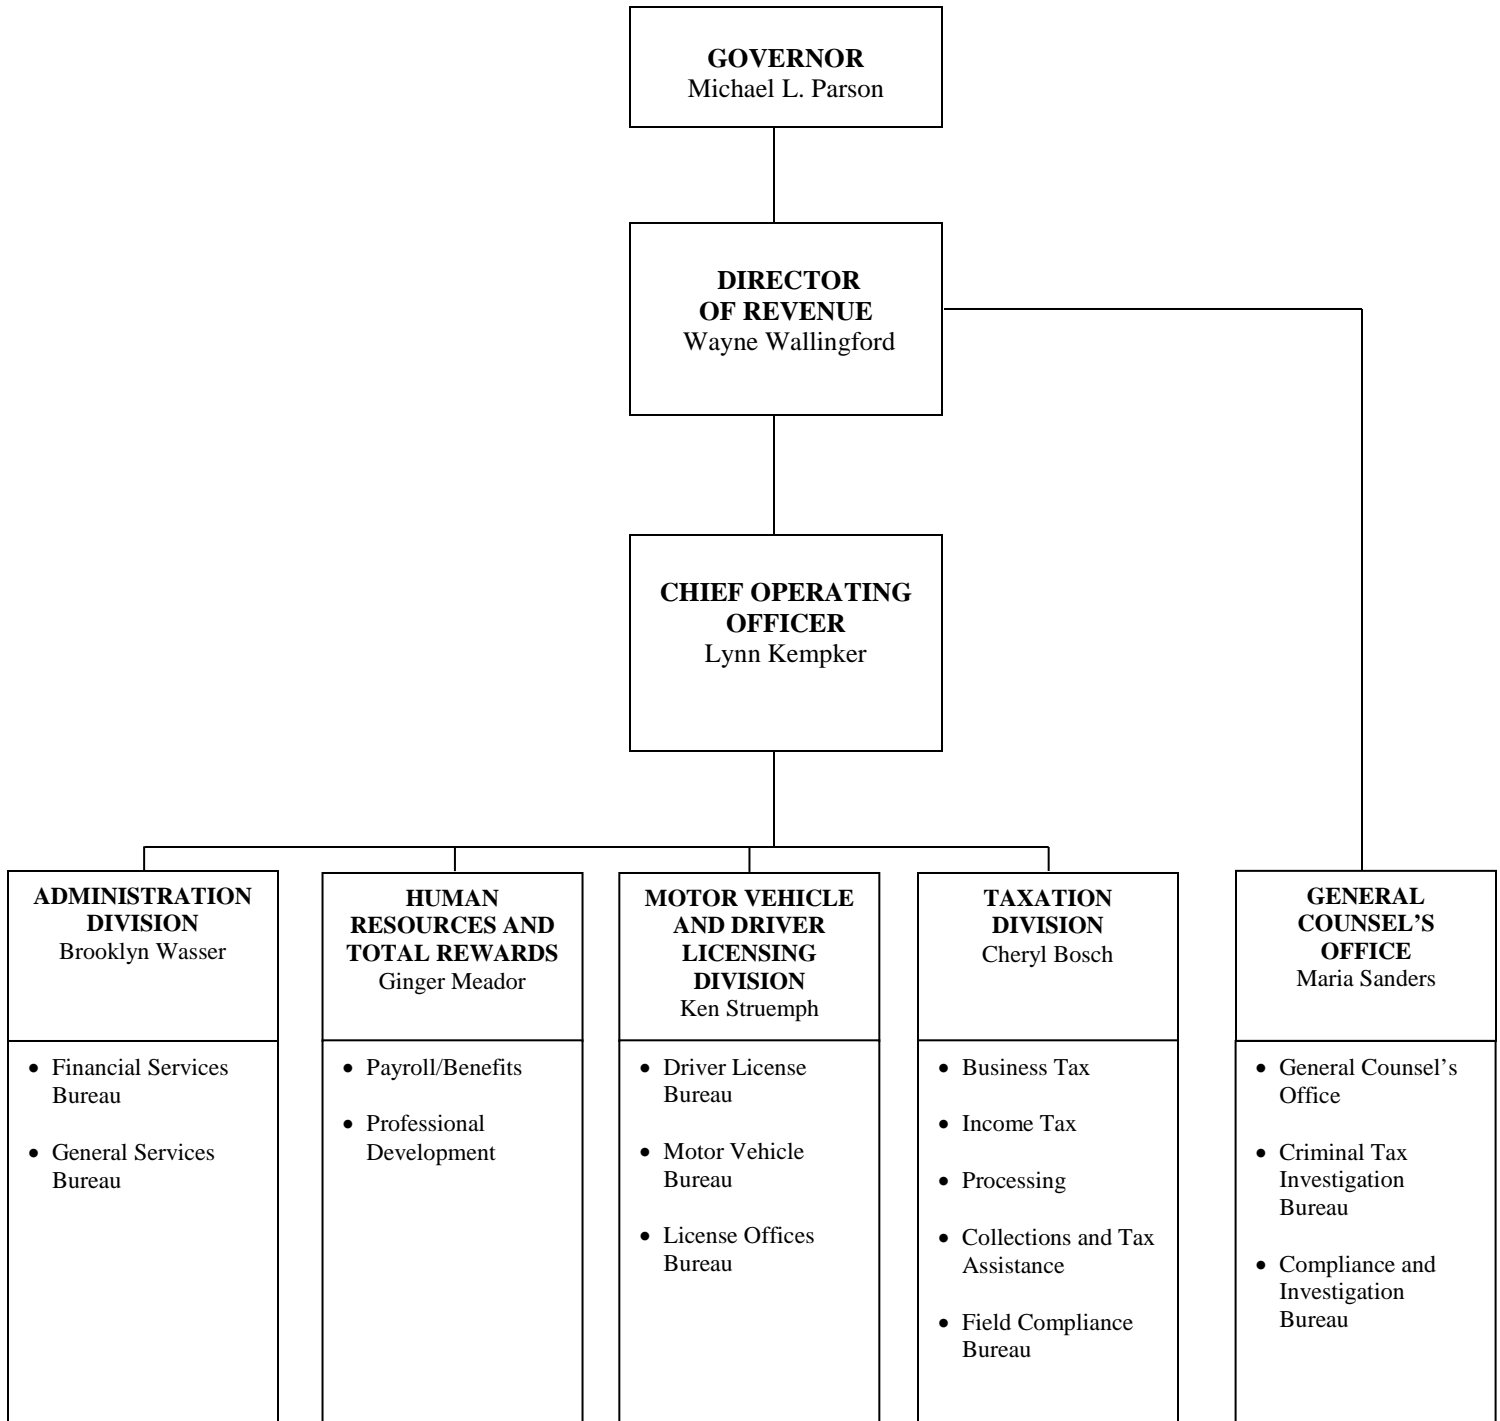 GOVERNOR
Michael L. Parson
DIRECTOR
OF REVENUE
Wayne Wallingford
CHIEF OPERATING
OFFICER
Lynn Kempker
ADMINISTRATION
DIVISION
Brooklyn Wasser
• Financial Services
Bureau
• General Services
Bureau
HUMAN
RESOURCES AND
TOTAL REWARDS
Ginger Meador
• Payroll/Benefits
• Professional
Development
MOTOR VEHICLE
AND DRIVER
LICENSING
DIVISION
Ken Struemph
• Driver License
Bureau
• Motor Vehicle
Bureau
• License Offices
Bureau
TAXATION
DIVISION
Cheryl Bosch
• Business Tax
• Income Tax
• Processing
• Collections and Tax
Assistance
• Field Compliance
Bureau
GENERAL
COUNSEL’S
OFFICE
Maria Sanders
• General Counsel’s
Office
• Criminal Tax
Investigation
Bureau
• Compliance and
Investigation
Bureau